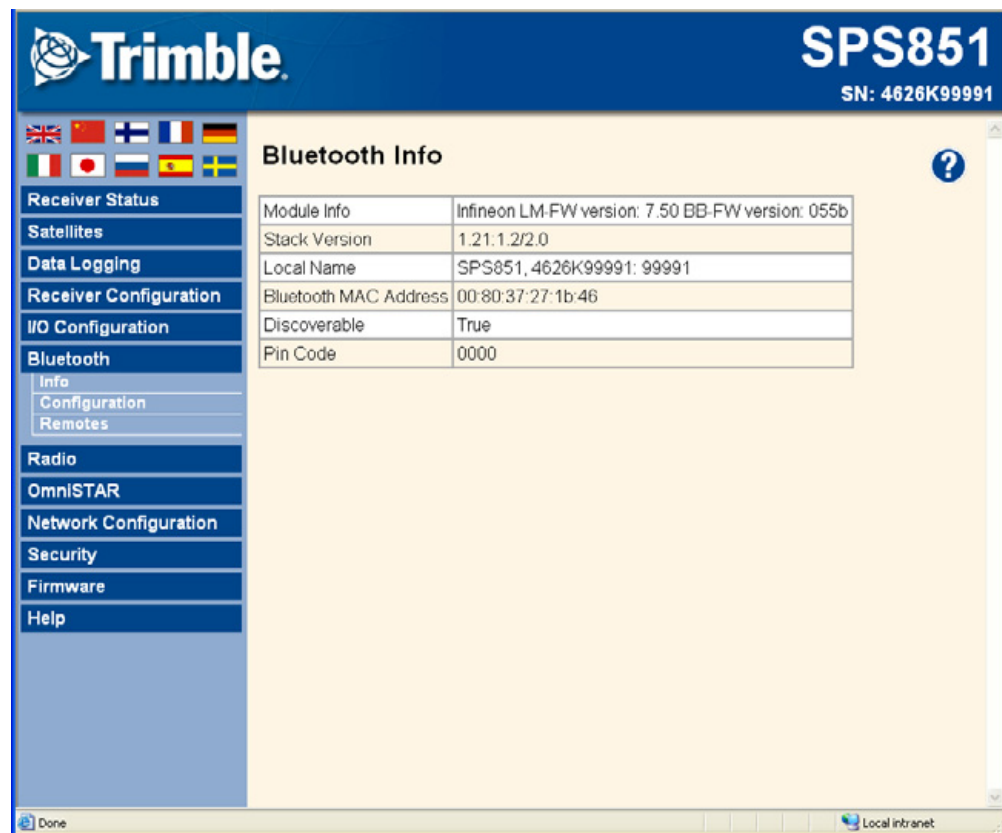 Trimble.
SPS851
SN: 4626K99991
Bluetooth Info
?
Receiver Status
Satellites
Data Logging
Receiver Configuration
I/O Configuration
Bluetooth
Info
Configuration
Remotes
Radio
OmniSTAR
Network Configuration
Security
Firmware
Help
Module Info Infineon LM-FW version: 7.50 BB-FW version: 055b
Stack Version 1.21:1.2/2.0
Local Name SPS851, 4626K99991: 99991
Bluetooth MAC Address 00:80:37:27:1b:46
Discoverable True
Pin Code 0000
Done
Local intranet